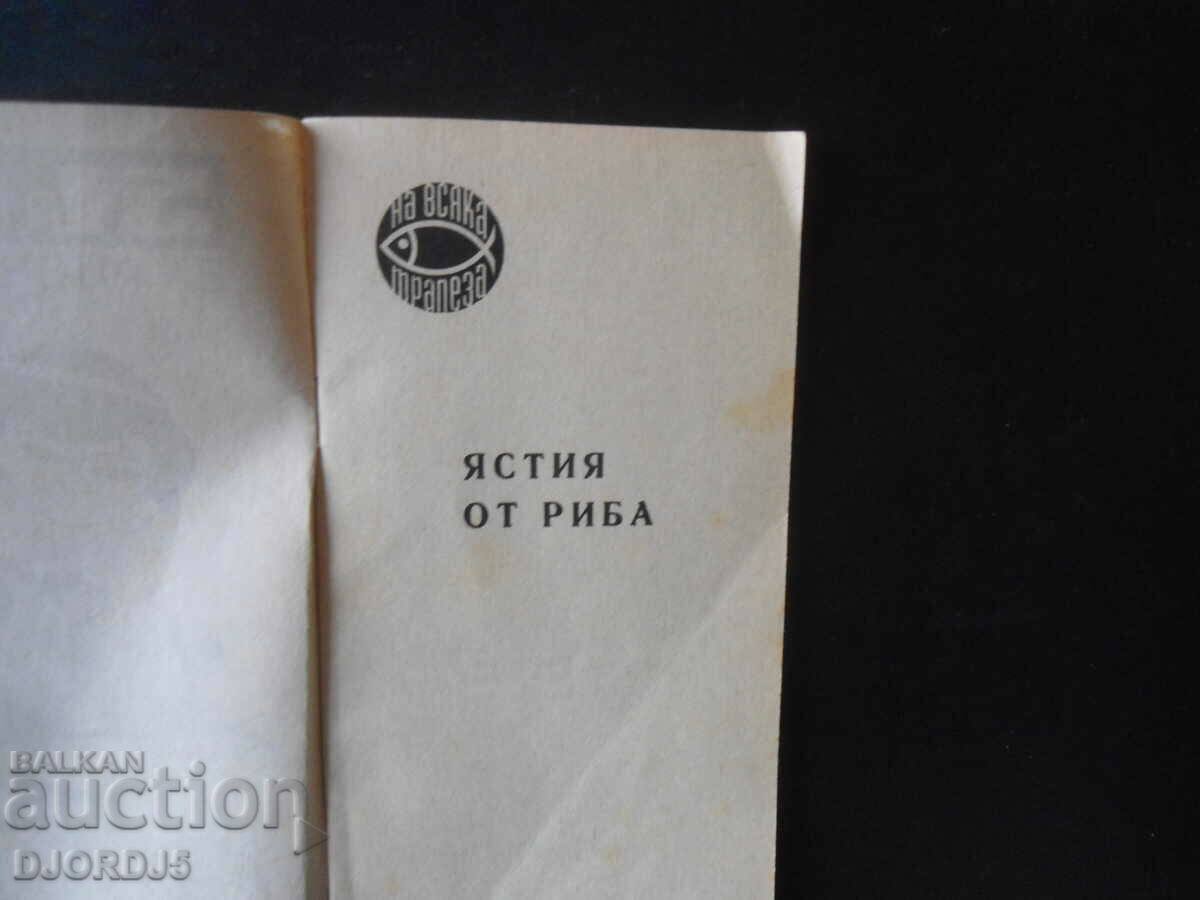 на всяка
трапеза
ЯСТИЯ
ОТ РИБА
BALKAN
auction
DJORDJ5